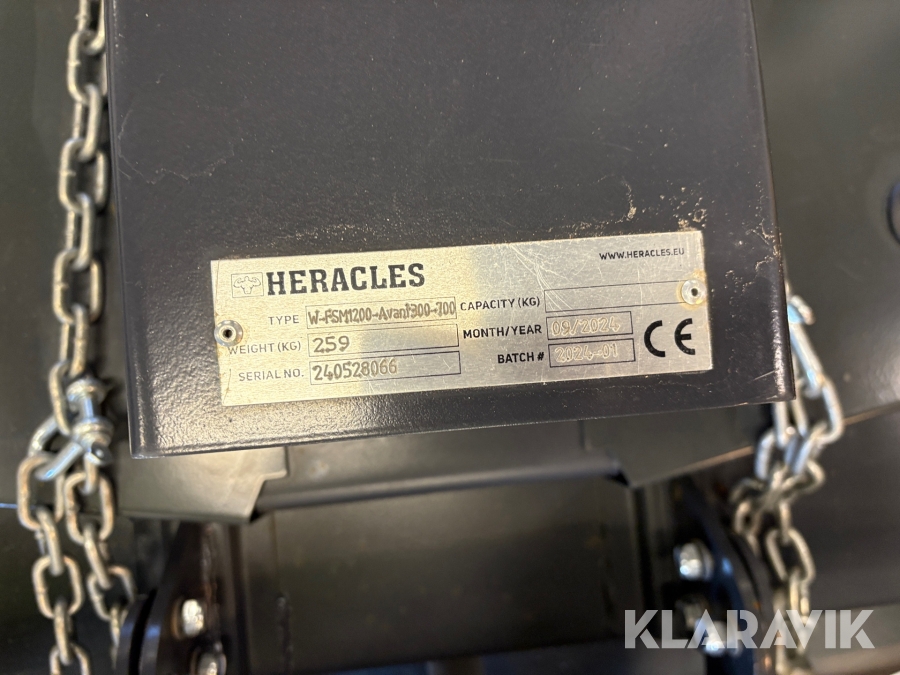 HERACLES
WWW.HERACLES.EU
TYPE W-FSM1200-Avant300-700 CAPACITY (KG)
WEIGHT (KG) 259 MONTH/YEAR 09/2024
SERIAL NO. 240528066 BATCH # 2024-01
CE
KLARAVIK